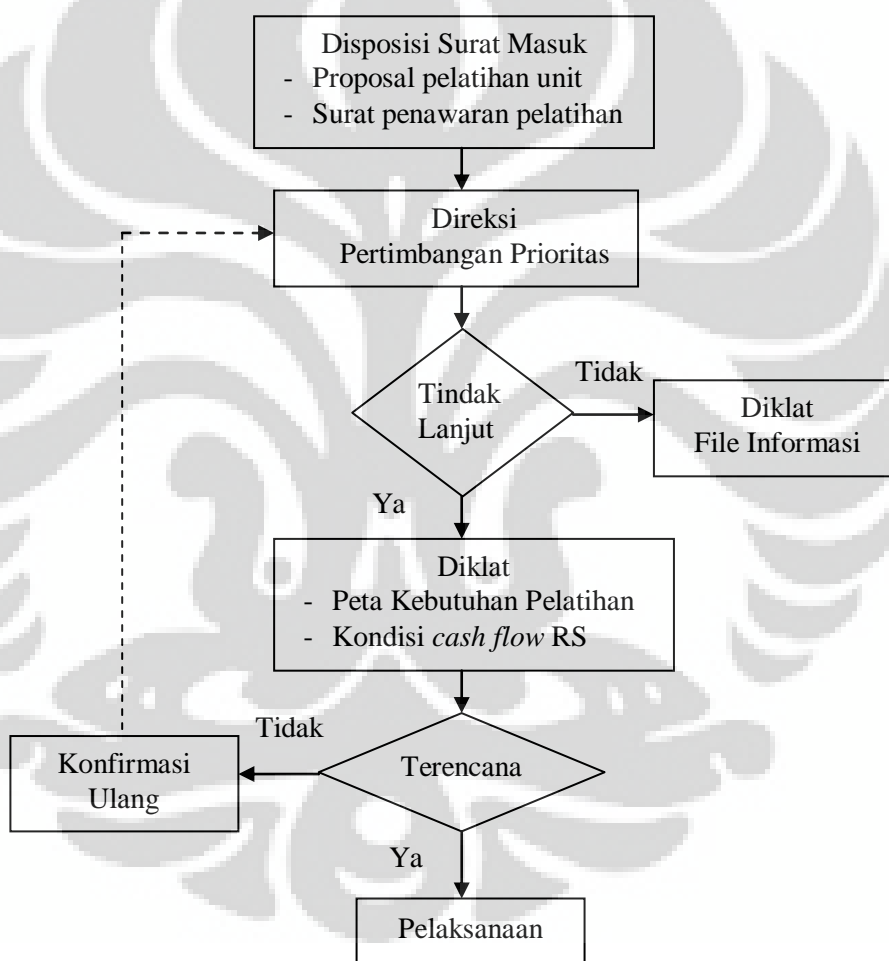 Disposisi Surat Masuk
- Proposal pelatihan unit
- Surat penawaran pelatihan
Direksi
Pertimbangan Prioritas
Tindak
Lanjut
Tidak
Diklat
File Informasi
Ya
Diklat
- Peta Kebutuhan Pelatihan
- Kondisi cash flow RS
Terencana
Tidak
Konfirmasi
Ulang
Ya
Pelaksanaan